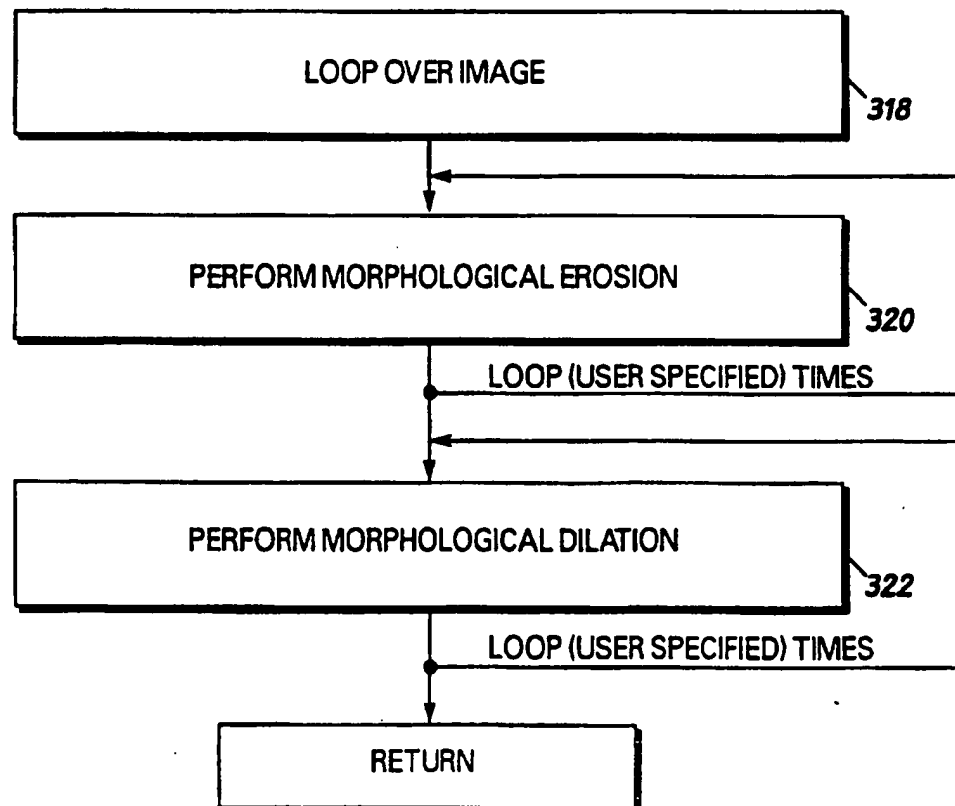 LOOP OVER IMAGE
318
PERFORM MORPHOLOGICAL EROSION
320
LOOP (USER SPECIFIED) TIMES
PERFORM MORPHOLOGICAL DILATION
322
LOOP (USER SPECIFIED) TIMES
RETURN